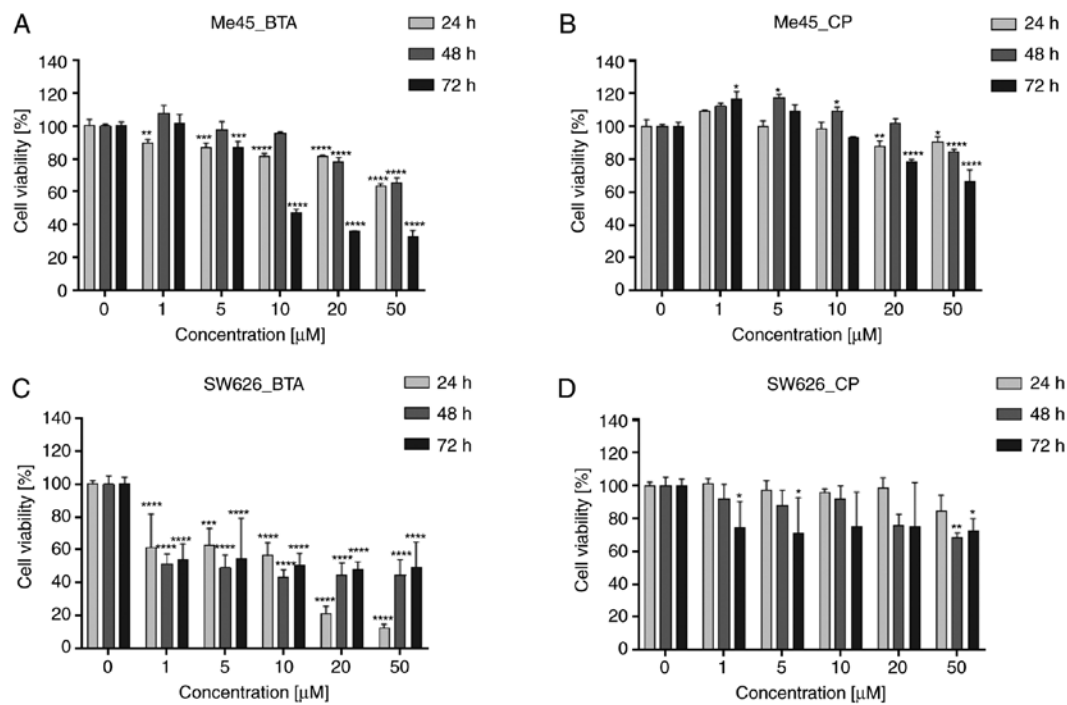 A
Me45_BTA
24 h
48 h
72 h
Cell viability [%]
140
120
100
80
60
40
20
0
** *** *** **** **** **** **** **** **** **** ****
0 1 5 10 20 50
Concentration [µM]
B
Me45_CP
24 h
48 h
72 h
Cell viability [%]
140
120
100
80
60
40
20
0
* * * ** **** * **** ****
0 1 5 10 20 50
Concentration [µM]
C
SW626_BTA
24 h
48 h
72 h
Cell viability [%]
140
120
100
80
60
40
20
0
**** **** **** *** **** **** **** **** **** **** **** **** **** **** ****
0 1 5 10 20 50
Concentration [µM]
D
SW626_CP
24 h
48 h
72 h
Cell viability [%]
140
120
100
80
60
40
20
0
* * ** *
0 1 5 10 20 50
Concentration [µM]